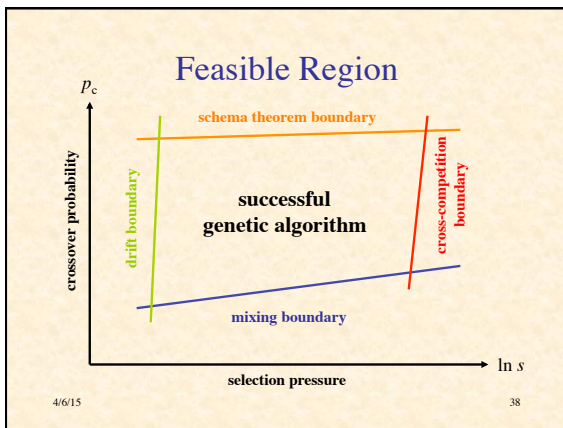 Feasible Region
p c
schema theorem boundary
crossover probability
drift boundary
successful
genetic algorithm
cross-competition
boundary
mixing boundary
ln s
selection pressure
4/6/15
38